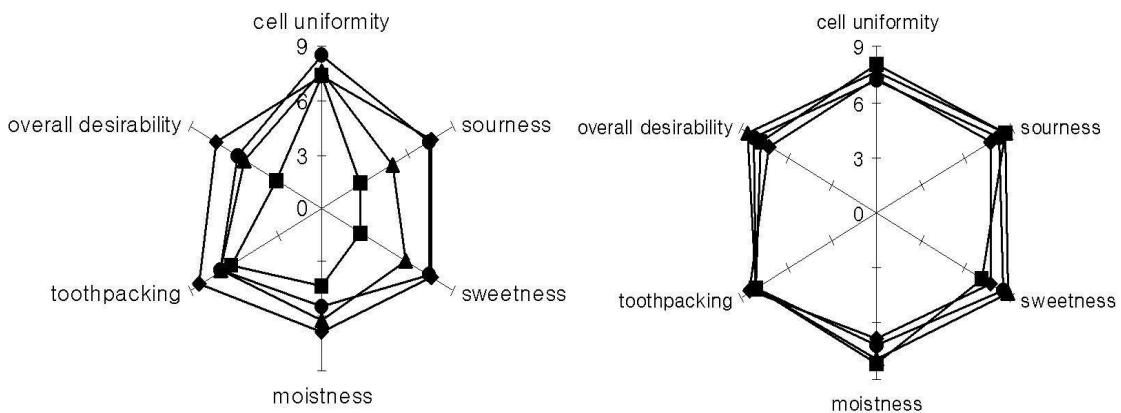 cell uniformity
9
6
3
0
overall desirability
sourness
toothpacking
sweetness
moistness
cell uniformity
9
6
3
0
overall desirability
sourness
toothpacking
sweetness
moistness